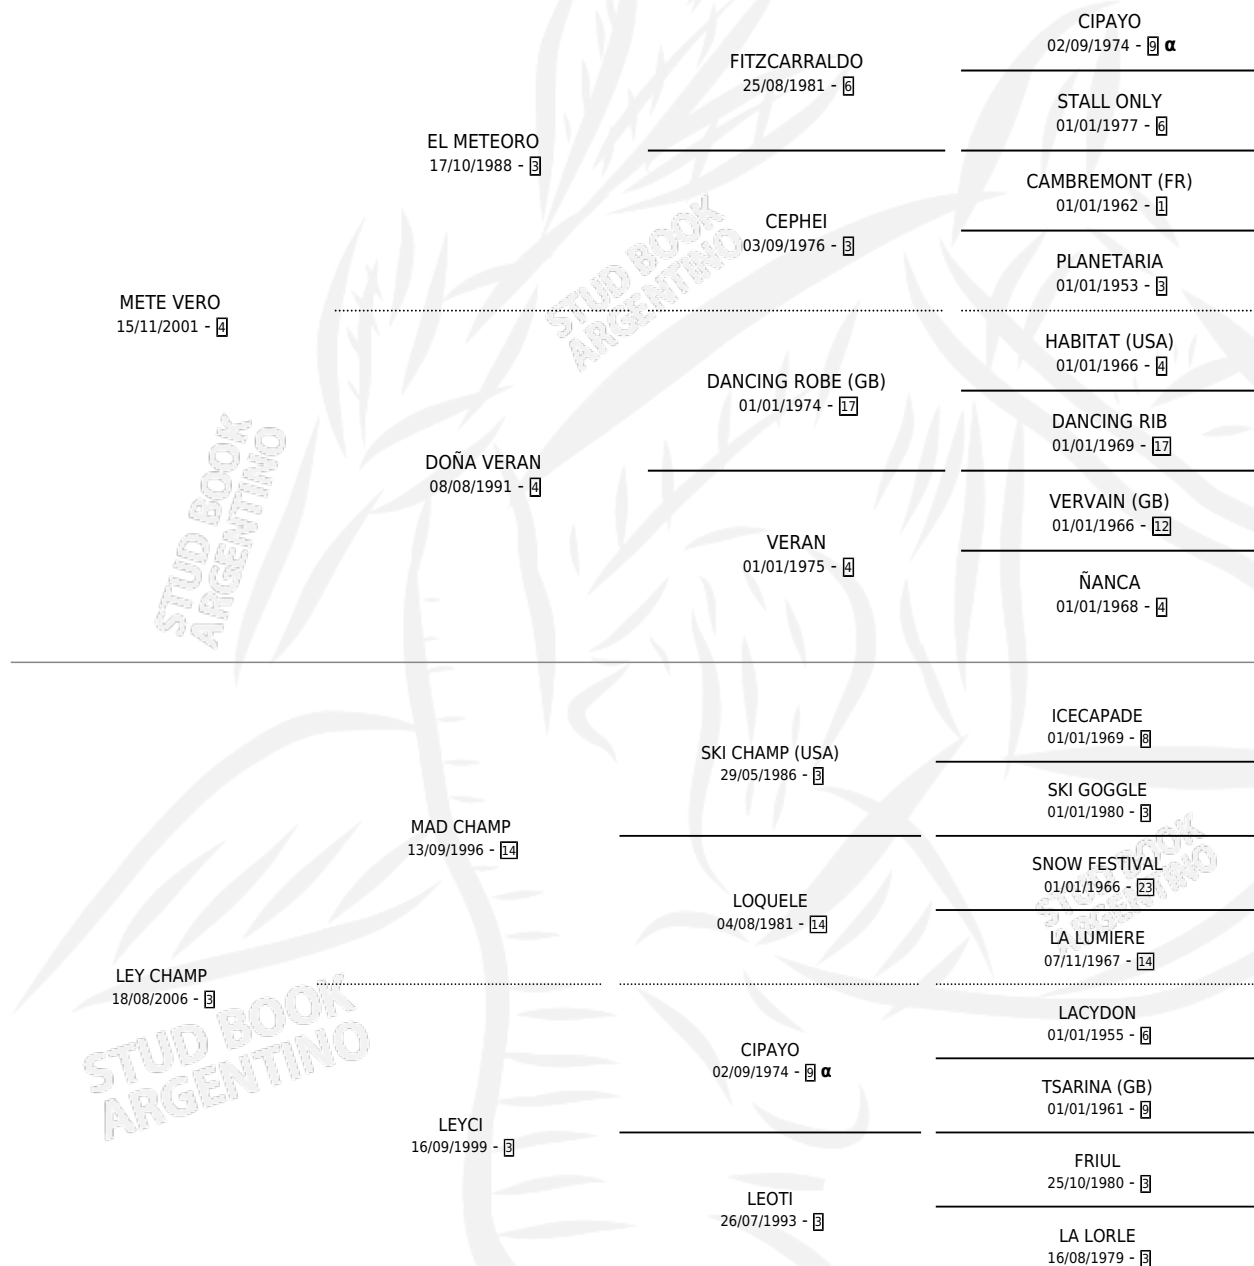 CIPAYO
02/09/1974 - 9 α
FITZCARRALDO
25/08/1981 - 6
STALL ONLY
01/01/1977 - 6
EL METEORO
17/10/1988 - 3
CAMBREMONT (FR)
01/01/1962 - 1
CEPHEI
03/09/1976 - 3
PLANETARIA
01/01/1953 - 3
METE VERO
15/11/2001 - 4
HABITAT (USA)
01/01/1966 - 4
DANCING ROBE (GB)
01/01/1974 - 17
DANCING RIB
01/01/1969 - 17
DOÑA VERAN
08/08/1991 - 4
VERVAIN (GB)
01/01/1966 - 12
VERAN
01/01/1975 - 4
ÑANCA
01/01/1968 - 4
ICECAPADE
01/01/1969 - 8
SKI CHAMP (USA)
29/05/1986 - 3
SKI GOGGLE
01/01/1980 - 3
MAD CHAMP
13/09/1996 - 14
SNOW FESTIVAL
01/01/1966 - 23
LOQUELE
04/08/1981 - 14
LA LUMIERE
07/11/1967 - 14
LEY CHAMP
18/08/2006 - 3
LACYDON
01/01/1955 - 6
CIPAYO
02/09/1974 - 9 α
TSARINA (GB)
01/01/1961 - 9
LEYCI
16/09/1999 - 3
FRIUL
25/10/1980 - 3
LEOTI
26/07/1993 - 3
LA LORLE
16/08/1979 - 3
STUD BOOK
ARGENTINO
STUD BOOK
ARGENTINO
STUD BOOK
ARGENTINO
STUD BOOK
ARGENTINO